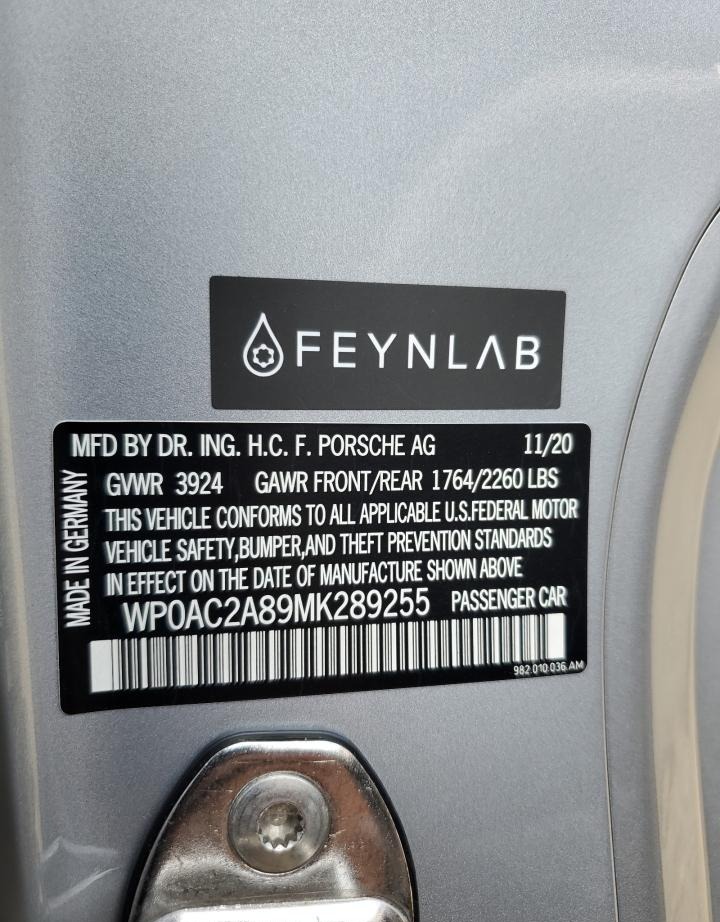 FEYNLAB
MFD BY DR. ING. H.C. F. PORSCHE AG 11/20
GVWR 3924 GAWR FRONT/REAR 1764/2260 LBS
MADE IN GERMANY
THIS VEHICLE CONFORMS TO ALL APPLICABLE U.S.FEDERAL MOTOR
VEHICLE SAFETY,BUMPER,AND THEFT PREVENTION STANDARDS
IN EFFECT ON THE DATE OF MANUFACTURE SHOWN ABOVE
WP0AC2A89MK289255 PASSENGER CAR
982 010 036 AM